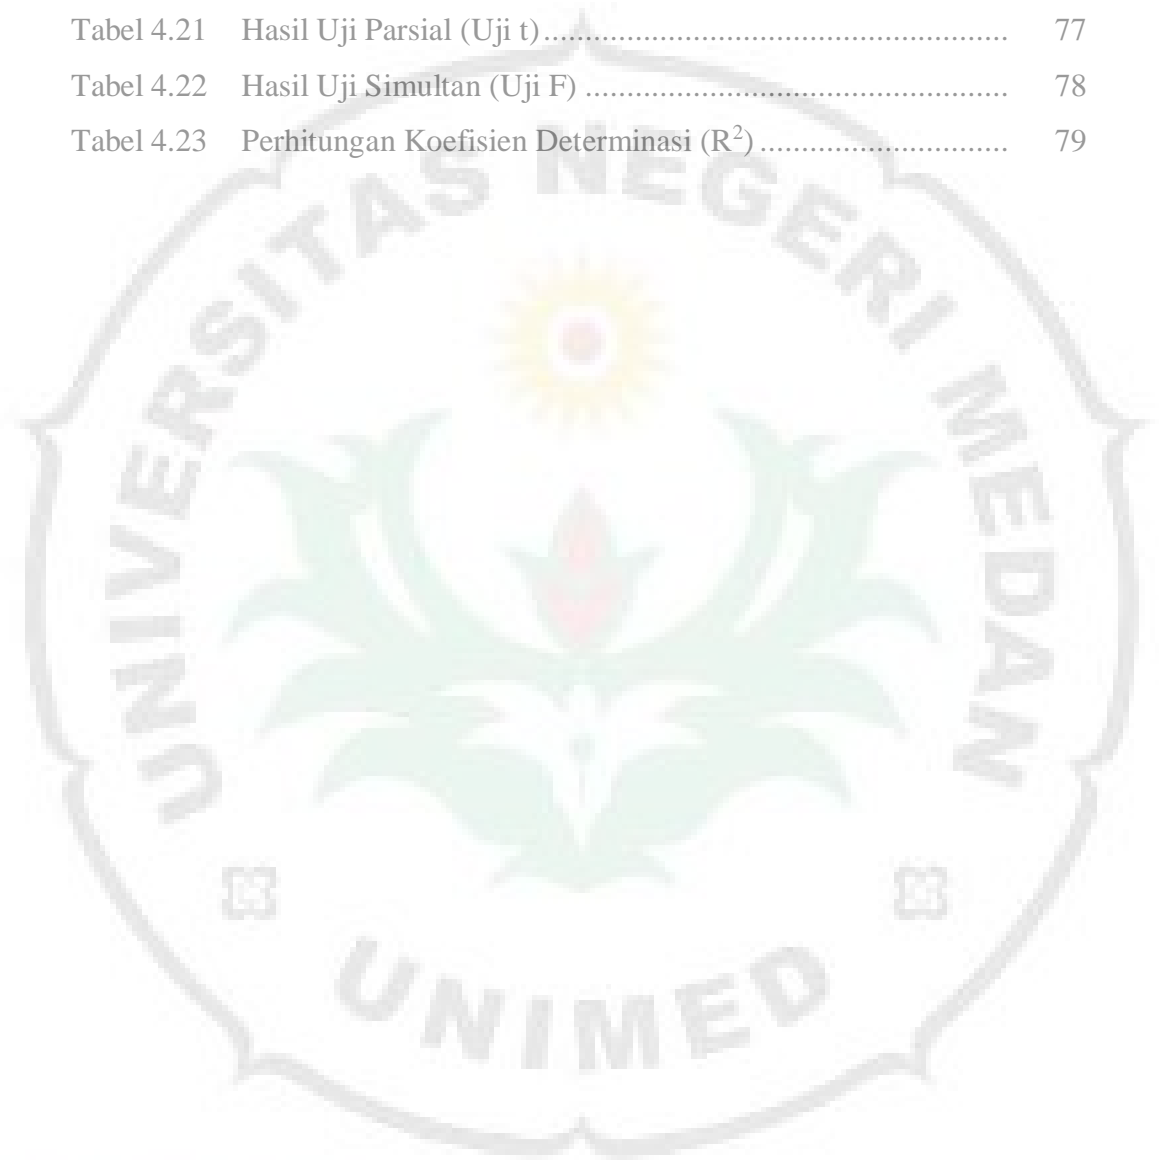 Tabel 4.21 Hasil Uji Parsial (Uji t)........................................................ 77
Tabel 4.22 Hasil Uji Simultan (Uji F) ................................................... 78
Tabel 4.23 Perhitungan Koefisien Determinasi (R²) .............................. 79
UNIVERSITAS NEGERI MEDAN
UNIMED